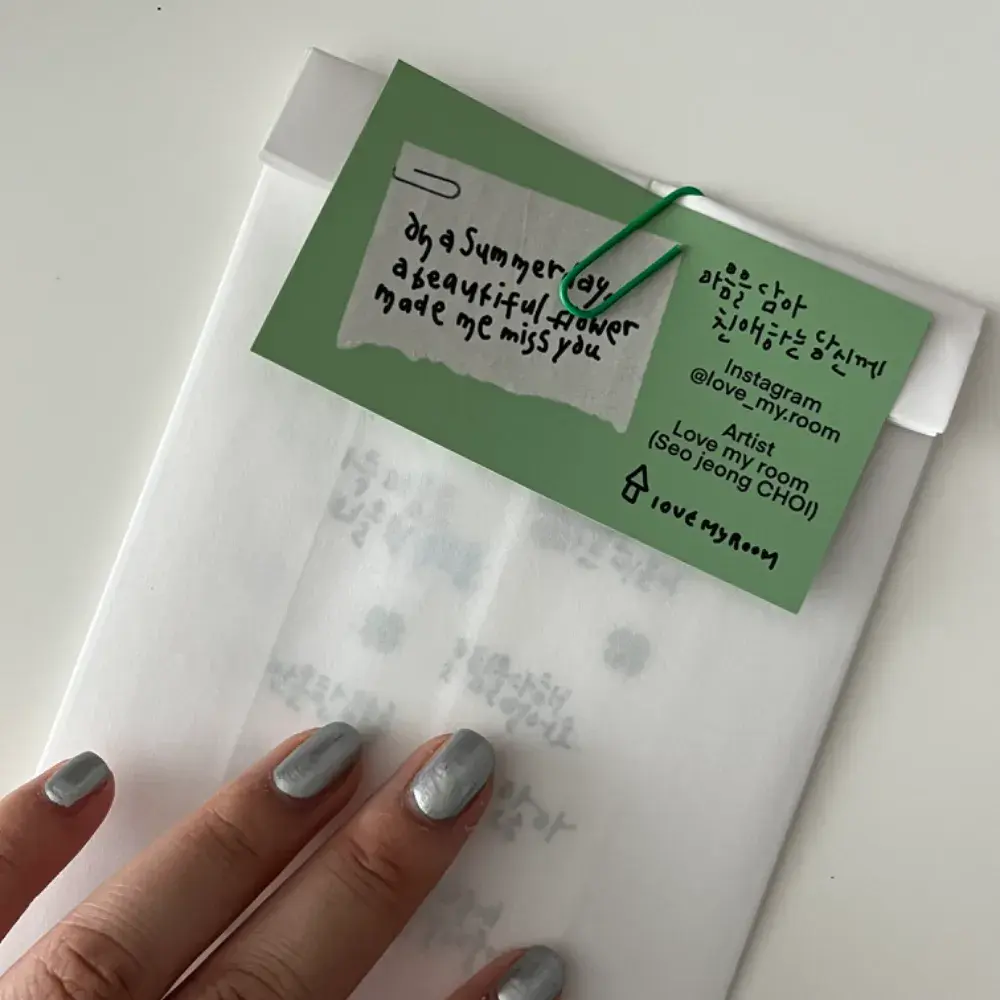 on a summer day,
a beautiful flower
made me miss you
마음을 담아
친애하는 당신께
Instagram
@love_my.room
Artist
Love my room
(Seo jeong CHOI)
love my Room